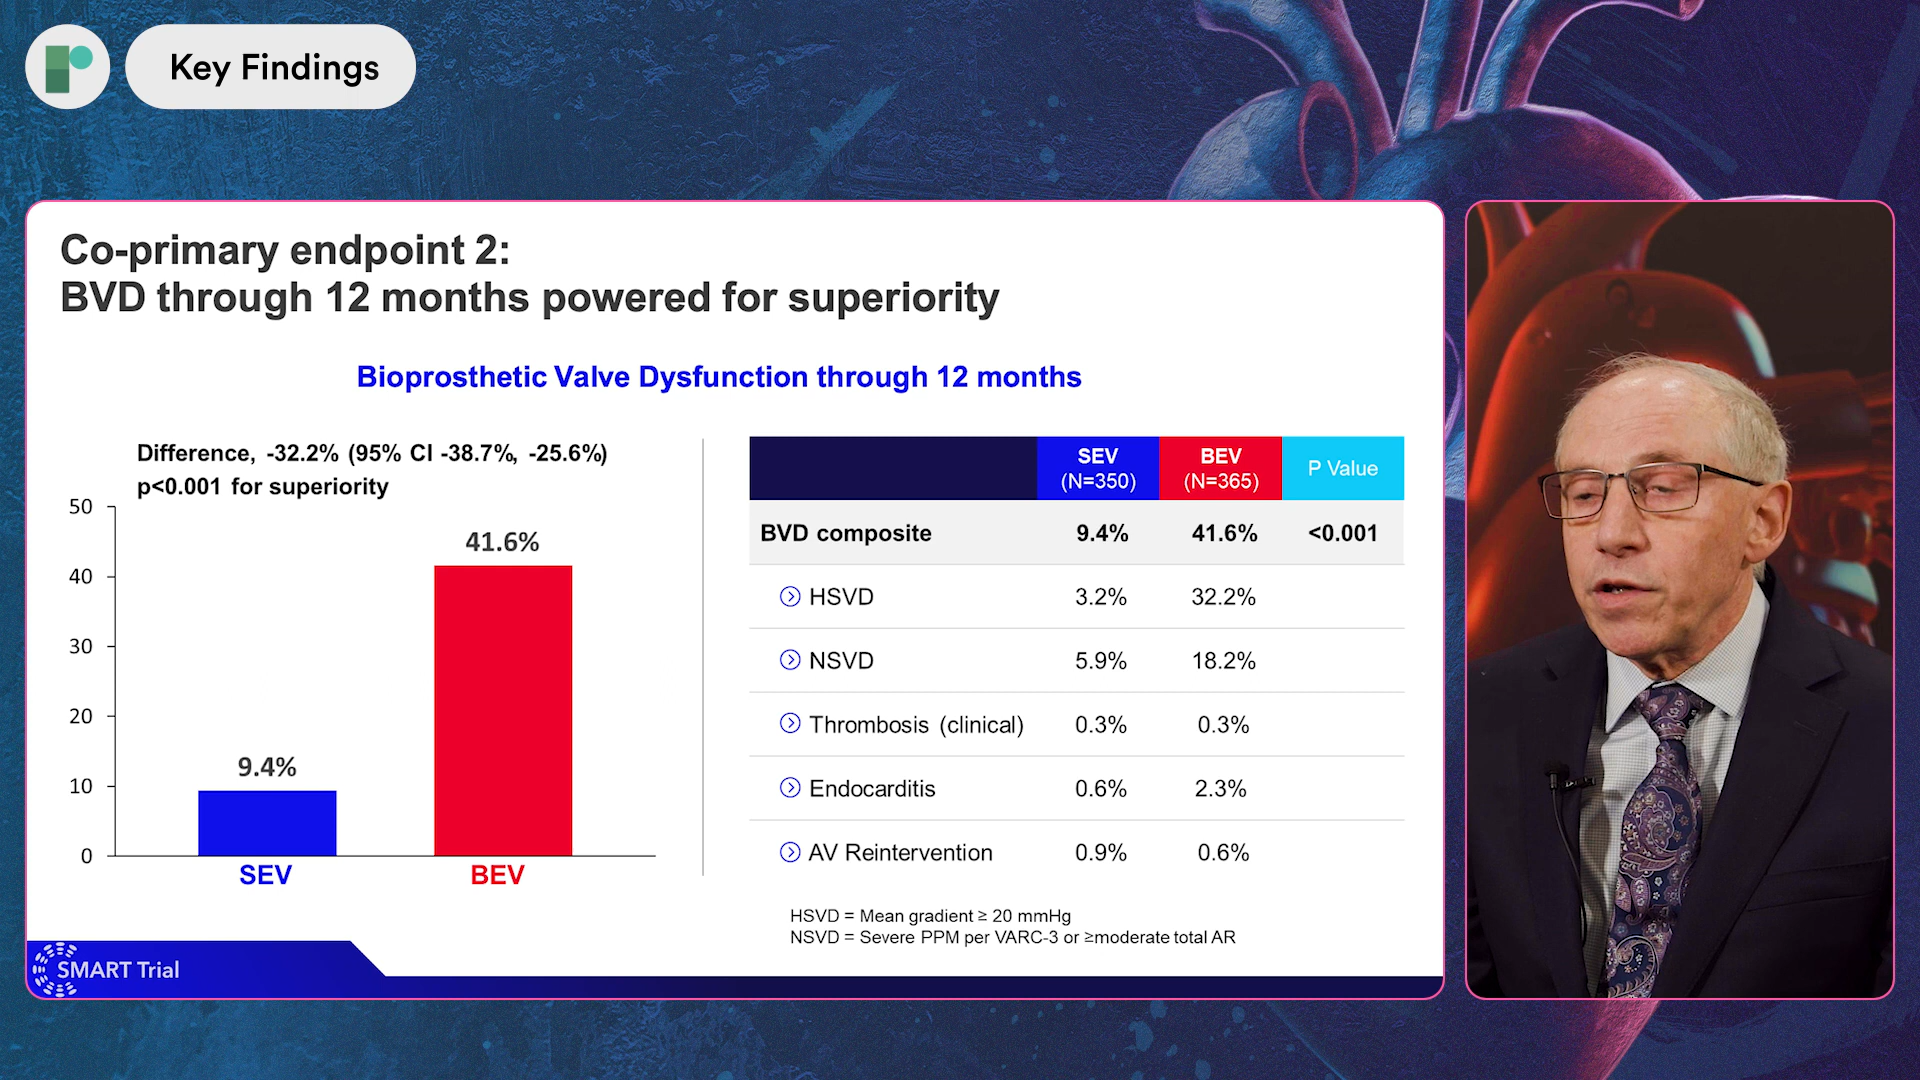 Key Findings
Co-primary endpoint 2:
BVD through 12 months powered for superiority
Bioprosthetic Valve Dysfunction through 12 months
Difference, -32.2% (95% CI -38.7%, -25.6%)
p<0.001 for superiority
50
40
30
20
10
0
41.6%
9.4%
SEV
BEV
SEV (N=350) BEV (N=365) P Value
BVD composite 9.4% 41.6% <0.001
HSVD 3.2% 32.2%
NSVD 5.9% 18.2%
Thrombosis (clinical) 0.3% 0.3%
Endocarditis 0.6% 2.3%
AV Reintervention 0.9% 0.6%
HSVD = Mean gradient ≥ 20 mmHg
NSVD = Severe PPM per VARC-3 or ≥moderate total AR
SMART Trial